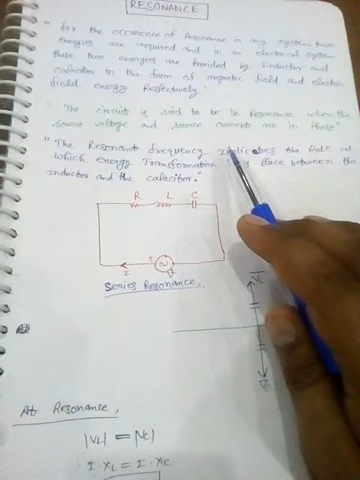 RESONANCE
" for the occurence of Resonance in any system, two
energies are required and in an electrical system
these two energies are Provided by Inductor and
Capacitor in the form of magnetic field and electric
field energy Respectively."
" The circuit is said to be In Resonance when the
source voltage and source currents are in Phase"
" The Resonant frequency indicates the Rate at
which energy Transformation Place between the
Inductor and the capacitor."
R L C
+
I
V
Series Resonance.
VL
At Resonance,
|VL| = |VC|
I·XL = I·XC